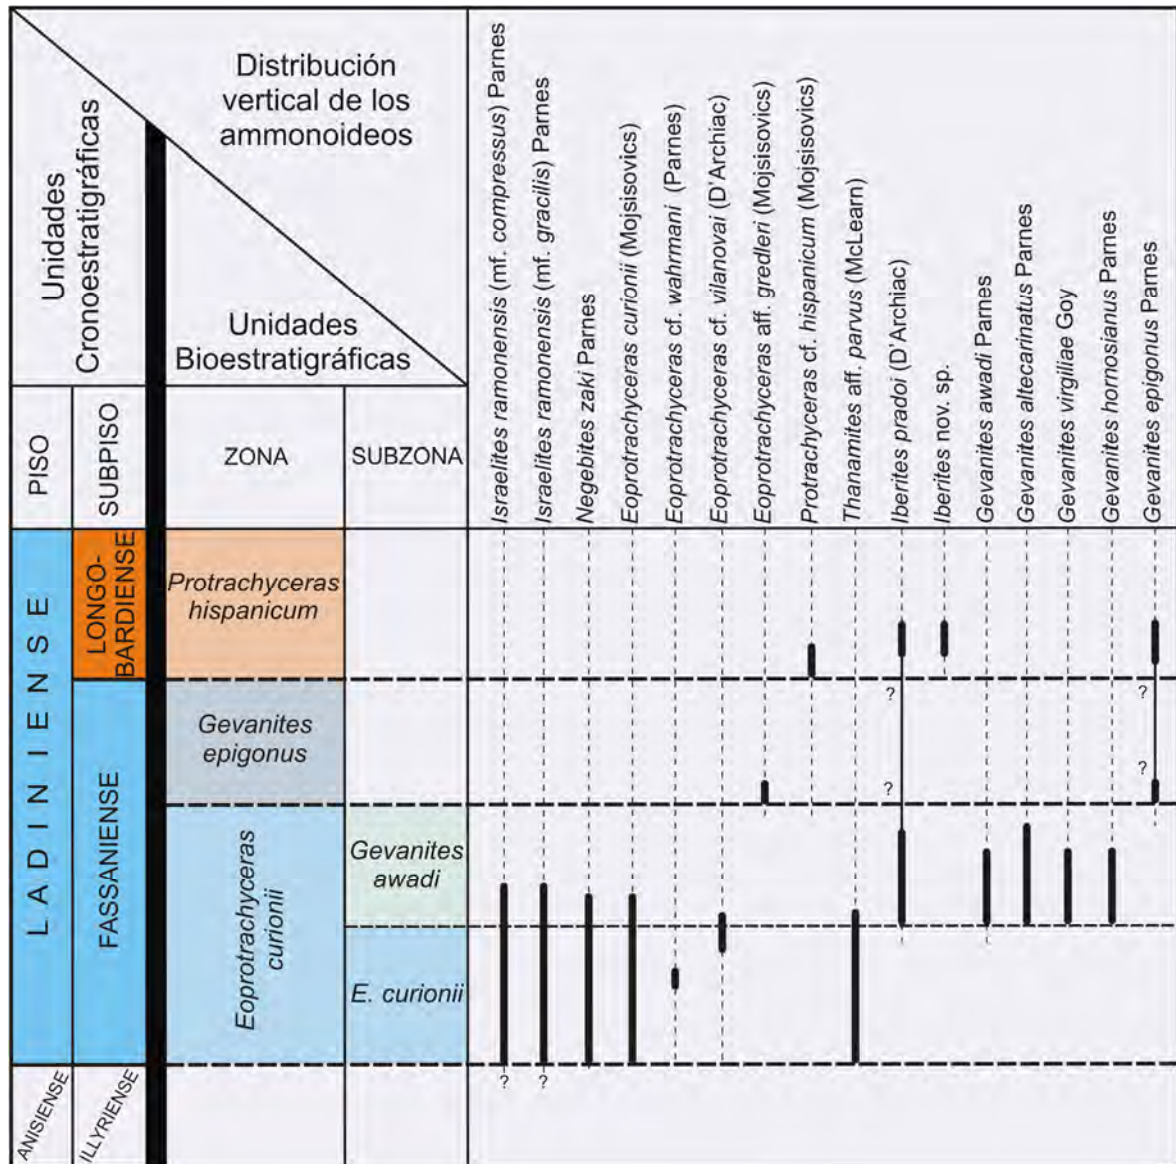 Distribución
vertical de los
ammonoideos
Unidades
Cronoestratigráficas
Unidades
Bioestratigráficas
PISO
SUBPISO
ZONA
SUBZONA
Israelites ramonensis (mf. compressus) Parnes
Israelites ramonensis (mf. gracilis) Parnes
Negebites zaki Parnes
Eoprotrachyceras curionii (Mojsisovics)
Eoprotrachyceras cf. wahrmani (Parnes)
Eoprotrachyceras cf. vilanovai (D'Archiac)
Eoprotrachyceras aff. gredleri (Mojsisovics)
Protrachyceras cf. hispanicum (Mojsisovics)
Thanamites aff. parvus (McLearn)
Iberites pradoi (D'Archiac)
Iberites nov. sp.
Gevanites awadi Parnes
Gevanites altecarinatus Parnes
Gevanites virgiliae Goy
Gevanites hornosianus Parnes
Gevanites epigonus Parnes
LADINIENSE
LONGO-
BARDIENSE
Protrachyceras
hispanicum
FASSANIENSE
Gevanites
epigonus
?
?
?
?
Eoprotrachyceras
curionii
Gevanites
awadi
E. curionii
?
?
ANISIENSE
ILLYRIENSE